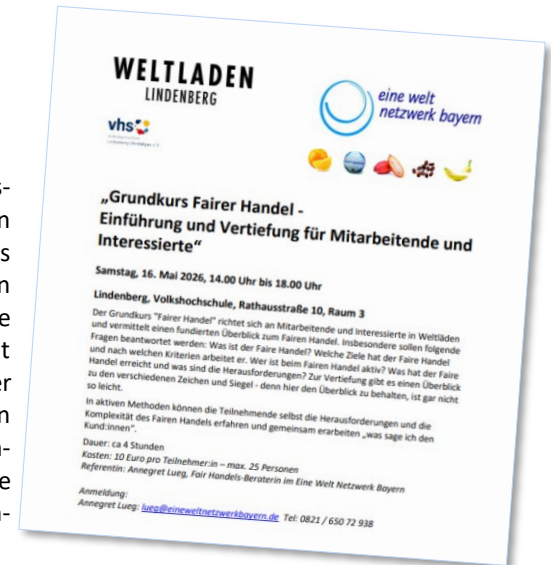 WELTLADEN
LINDENBERG
vhs
eine welt
netzwerk bayern
„Grundkurs Fairer Handel -
Einführung und Vertiefung für Mitarbeitende und
Interessierte“
Samstag, 16. Mai 2026, 14.00 Uhr bis 18.00 Uhr
Lindenberg, Volkshochschule, Rathausstraße 10, Raum 3
Der Grundkurs "Fairer Handel" richtet sich an Mitarbeitende und Interessierte in Weltläden
und vermittelt einen fundierten Überblick zum Fairen Handel. Insbesondere sollen folgende
Fragen beantwortet werden: Was ist der Faire Handel? Welche Ziele hat der Faire Handel
und nach welchen Kriterien arbeitet er. Wer ist beim Fairen Handel aktiv? Was hat der Faire
Handel erreicht und was sind die Herausforderungen? Zur Vertiefung gibt es einen Überblick
zu den verschiedenen Zeichen und Siegel - denn hier den Überblick zu behalten, ist gar nicht
so leicht.
In aktiven Methoden können die Teilnehmende selbst die Herausforderungen und die
Komplexität des Fairen Handels erfahren und gemeinsam erarbeiten „was sage ich den
Kund:innen“.
Dauer: ca 4 Stunden
Kosten: 10 Euro pro Teilnehmer:in – max. 25 Personen
Referentin: Annegret Lueg, Fair Handels-Beraterin im Eine Welt Netzwerk Bayern
Anmeldung:
Annegret Lueg: lueg@eineweltnetzwerkbayern.de Tel: 0821 / 650 72 938